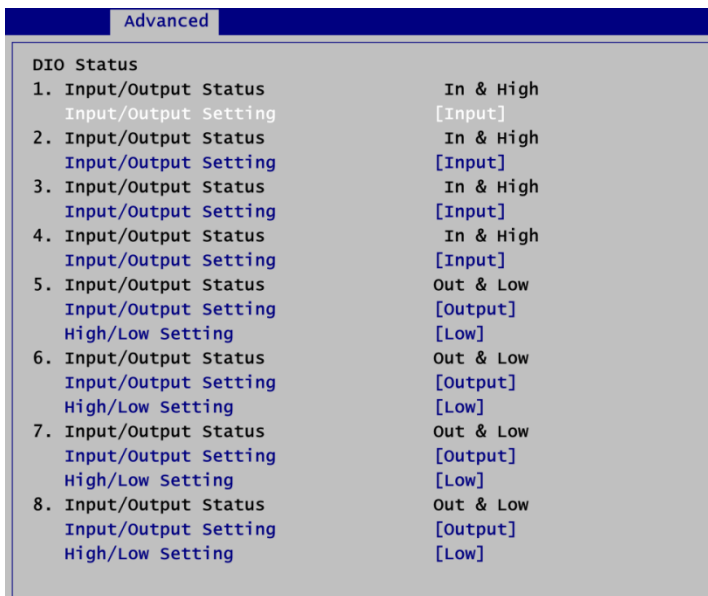 Advanced
DIO Status
1. Input/Output Status In & High
Input/Output Setting [Input]
2. Input/Output Status In & High
Input/Output Setting [Input]
3. Input/Output Status In & High
Input/Output Setting [Input]
4. Input/Output Status In & High
Input/Output Setting [Input]
5. Input/Output Status Out & Low
Input/Output Setting [Output]
High/Low Setting [Low]
6. Input/Output Status Out & Low
Input/Output Setting [Output]
High/Low Setting [Low]
7. Input/Output Status Out & Low
Input/Output Setting [Output]
High/Low Setting [Low]
8. Input/Output Status Out & Low
Input/Output Setting [Output]
High/Low Setting [Low]